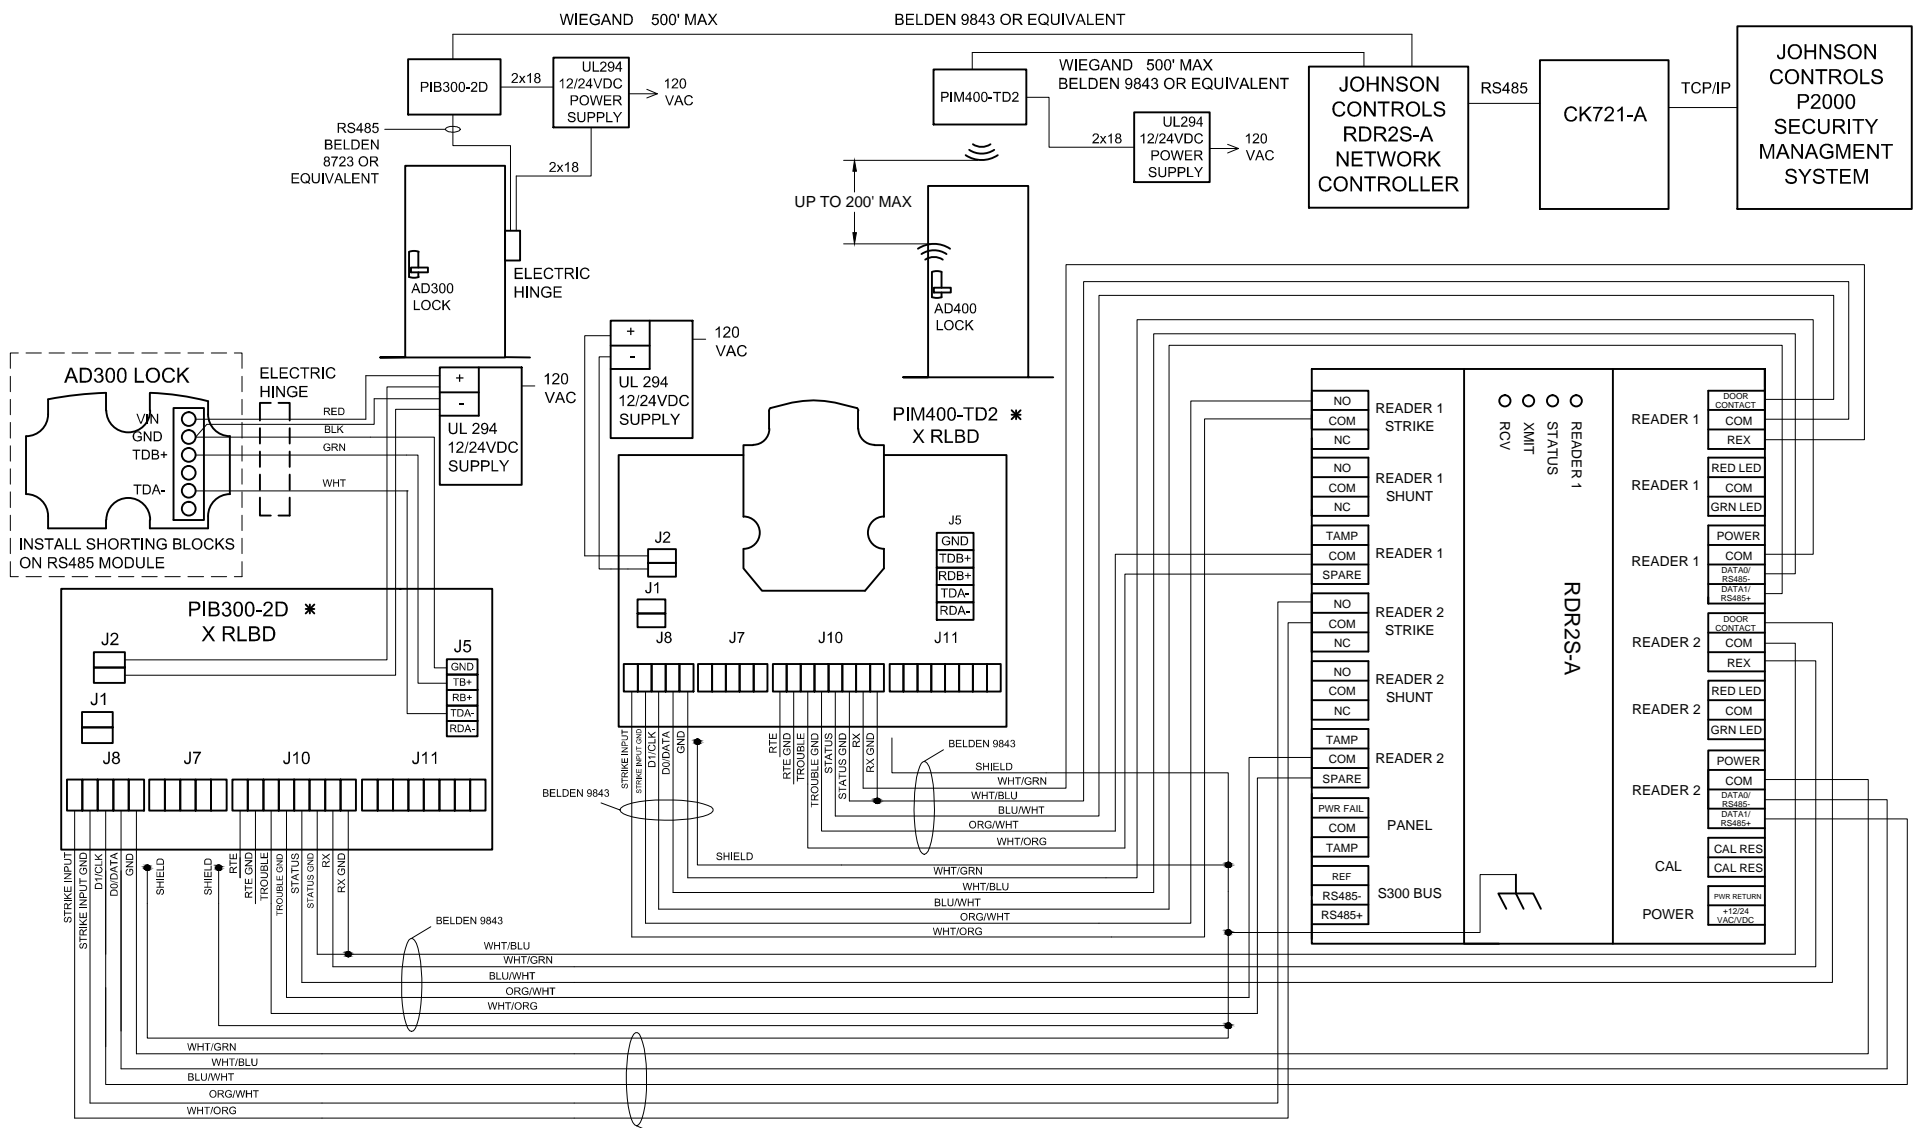 WIEGAND 500' MAX
BELDEN 9843 OR EQUIVALENT
PIB300-2D
2x18
UL294
12/24VDC
POWER
SUPPLY
120
VAC
RS485
BELDEN
8723 OR
EQUIVALENT
2x18
AD300
LOCK
ELECTRIC
HINGE
PIM400-TD2
WIEGAND 500' MAX
BELDEN 9843 OR EQUIVALENT
2x18
UL294
12/24VDC
POWER
SUPPLY
120
VAC
UP TO 200' MAX
AD400
LOCK
JOHNSON
CONTROLS
RDR2S-A
NETWORK
CONTROLLER
RS485
CK721-A
TCP/IP
JOHNSON
CONTROLS
P2000
SECURITY
MANAGMENT
SYSTEM
AD300 LOCK
VIN
GND
TDB+
TDA-
INSTALL SHORTING BLOCKS
ON RS485 MODULE
ELECTRIC
HINGE
RED
BLK
GRN
WHT
+
-
UL 294
12/24VDC
SUPPLY
120
VAC
+
-
UL 294
12/24VDC
SUPPLY
120
VAC
PIM400-TD2 *
X RLBD
J2
J1
J5
GND
TDB+
RDB+
TDA-
RDA-
J8
J7
J10
J11
STRIKE INPUT
STRIKE INPUT GND
D1/CLK
D0/DATA
GND
RTE
RTE GND
TROUBLE
TROUBLE GND
STATUS
STATUS GND
RX
RX GND
BELDEN 9843
BELDEN 9843
SHIELD
WHT/GRN
WHT/BLU
BLU/WHT
ORG/WHT
WHT/ORG
SHIELD
WHT/GRN
WHT/BLU
BLU/WHT
ORG/WHT
WHT/ORG
PIB300-2D *
X RLBD
J2
J1
J5
GND
TB+
RB+
TDA-
RDA-
J8
J7
J10
J11
STRIKE INPUT
STRIKE INPUT GND
D1/CLK
D0/DATA
GND
SHIELD
SHIELD
RTE
RTE GND
TROUBLE
TROUBLE GND
STATUS
STATUS GND
RX
RX GND
BELDEN 9843
WHT/BLU
WHT/GRN
BLU/WHT
ORG/WHT
WHT/ORG
WHT/GRN
WHT/BLU
BLU/WHT
ORG/WHT
WHT/ORG
NO
COM
NC
READER 1
STRIKE
NO
COM
NC
READER 1
SHUNT
TAMP
COM
SPARE
READER 1
NO
COM
NC
READER 2
STRIKE
NO
COM
NC
READER 2
SHUNT
TAMP
COM
SPARE
READER 2
PWR FAIL
COM
TAMP
PANEL
REF
RS485-
RS485+
S300 BUS
RCV
XMIT
STATUS
READER 1
RDR2S-A
READER 1
DOOR
CONTACT
COM
REX
READER 1
RED LED
COM
GRN LED
READER 1
POWER
COM
DATA0/
RS485-
DATA1/
RS485+
READER 2
DOOR
CONTACT
COM
REX
READER 2
RED LED
COM
GRN LED
READER 2
POWER
COM
DATA0/
RS485-
DATA1/
RS485+
CAL
CAL RES
CAL RES
POWER
PWR RETURN
+12/24
VAC/VDC